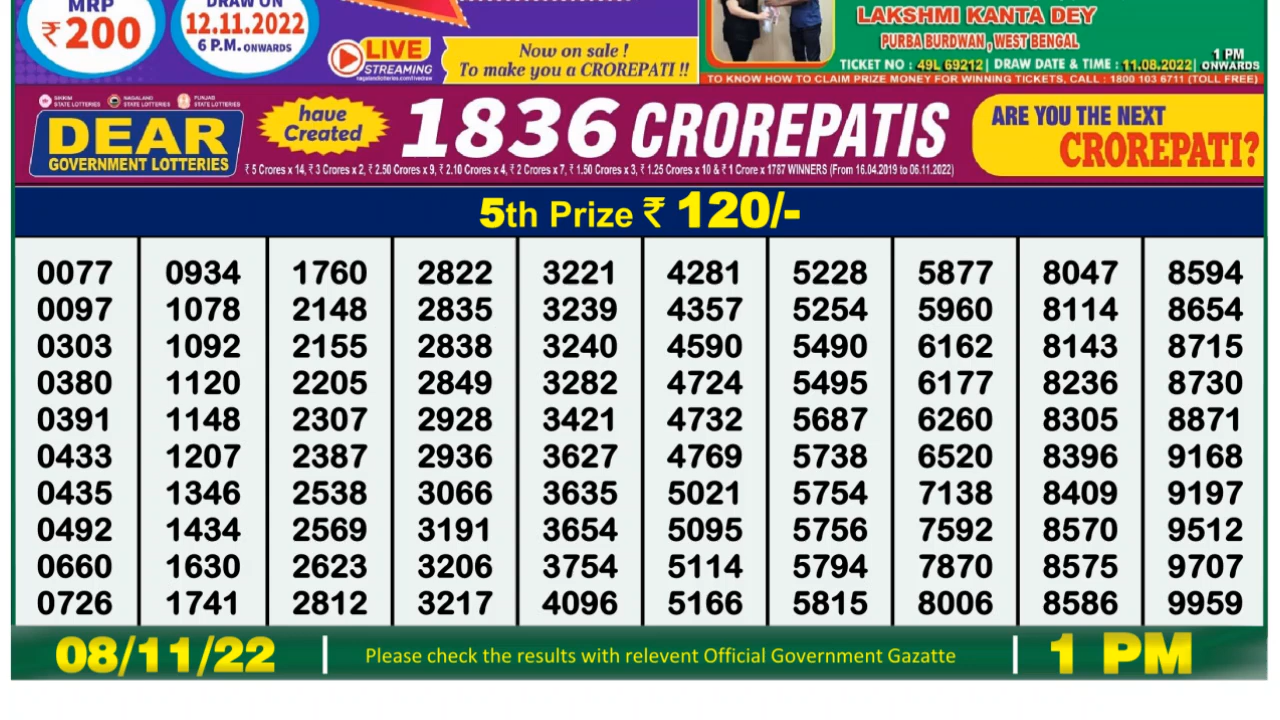 MRP
₹200
DRAW ON
12.11.2022
6 P.M. ONWARDS
LIVE
STREAMING
Now on sale !
To make you a CROREPATI !!
LAKSHMI KANTA DEY
PURBA BURDWAN, WEST BENGAL
TICKET NO : 49L 69212 | DRAW DATE & TIME : 11.08.2022 | 1 PM ONWARDS
TO KNOW HOW TO CLAIM PRIZE MONEY FOR WINNING TICKETS, CALL : 1800 103 6711 (TOLL FREE)
SIKKIM STATE LOTTERIES NAGALAND STATE LOTTERIES PUNJAB STATE LOTTERIES
DEAR
GOVERNMENT LOTTERIES
have
Created
1836 CROREPATIS
₹ 5 Crores x 14, ₹ 3 Crores x 2, ₹ 2.50 Crores x 9, ₹ 2.10 Crores x 4, ₹ 2 Crores x 7, ₹ 1.50 Crores x 3, ₹ 1.25 Crores x 10 & ₹ 1 Crore x 1787 WINNERS (From 16.04.2019 to 06.11.2022)
ARE YOU THE NEXT
CROREPATI?
5th Prize ₹ 120/-
0077 0934 1760 2822 3221 4281 5228 5877 8047 8594
0097 1078 2148 2835 3239 4357 5254 5960 8114 8654
0303 1092 2155 2838 3240 4590 5490 6162 8143 8715
0380 1120 2205 2849 3282 4724 5495 6177 8236 8730
0391 1148 2307 2928 3421 4732 5687 6260 8305 8871
0433 1207 2387 2936 3627 4769 5738 6520 8396 9168
0435 1346 2538 3066 3635 5021 5754 7138 8409 9197
0492 1434 2569 3191 3654 5095 5756 7592 8570 9512
0660 1630 2623 3206 3754 5114 5794 7870 8575 9707
0726 1741 2812 3217 4096 5166 5815 8006 8586 9959
08/11/22 | Please check the results with relevent Official Government Gazatte | 1 PM